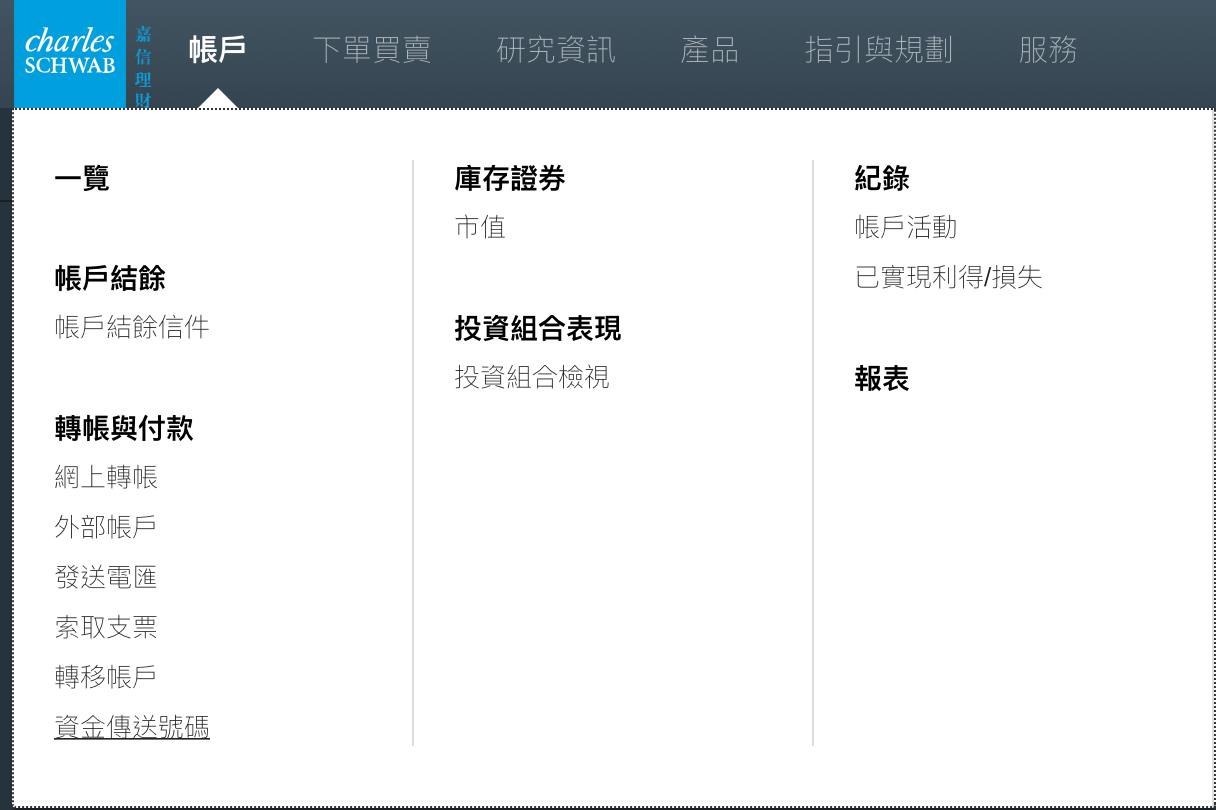 charles
SCHWAB
嘉信理財
帳戶 下單買賣 研究資訊 產品 指引與規劃 服務
一覽
帳戶結餘
帳戶結餘信件
轉帳與付款
網上轉帳
外部帳戶
發送電匯
索取支票
轉移帳戶
資金傳送號碼
庫存證券
市值
投資組合表現
投資組合檢視
紀錄
帳戶活動
已實現利得/損失
報表